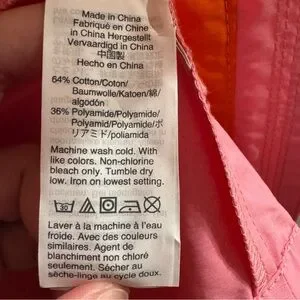 Made in China
Fabriqué en Chine
in China Hergestellt
Vervaardigd in China
中国製
Hecho en China
64% Cotton/Coton/
Baumwolle/Katoen/綿/
algodón
36% Polyamide/Polyamide/
Polyamid/Polyamide/ポ
リアミド/poliamida
Machine wash cold. With
like colors. Non-chlorine
bleach only. Tumble dry
low. Iron on lowest setting.
30
Laver à la machine à l'eau
froide. Avec des couleurs
similaires. Agent de
blanchiment non chloré
seulement. Sécher au
sèche-linge au cycle doux.